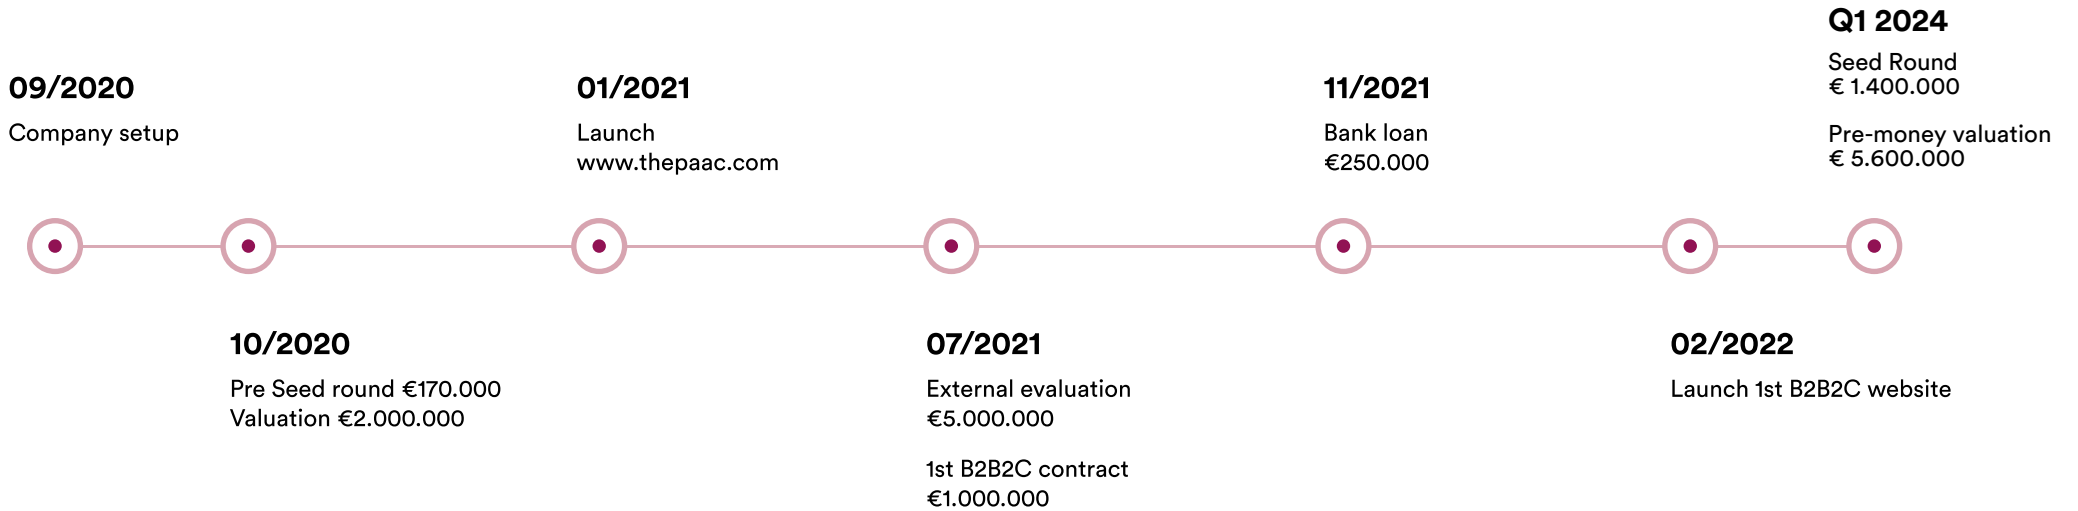 09/2020
Company setup
10/2020
Pre Seed round €170.000
Valuation €2.000.000
01/2021
Launch
www.thepaac.com
07/2021
External evaluation
€5.000.000
1st B2B2C contract
€1.000.000
11/2021
Bank loan
€250.000
02/2022
Launch 1st B2B2C website
Q1 2024
Seed Round
€ 1.400.000
Pre-money valuation
€ 5.600.000